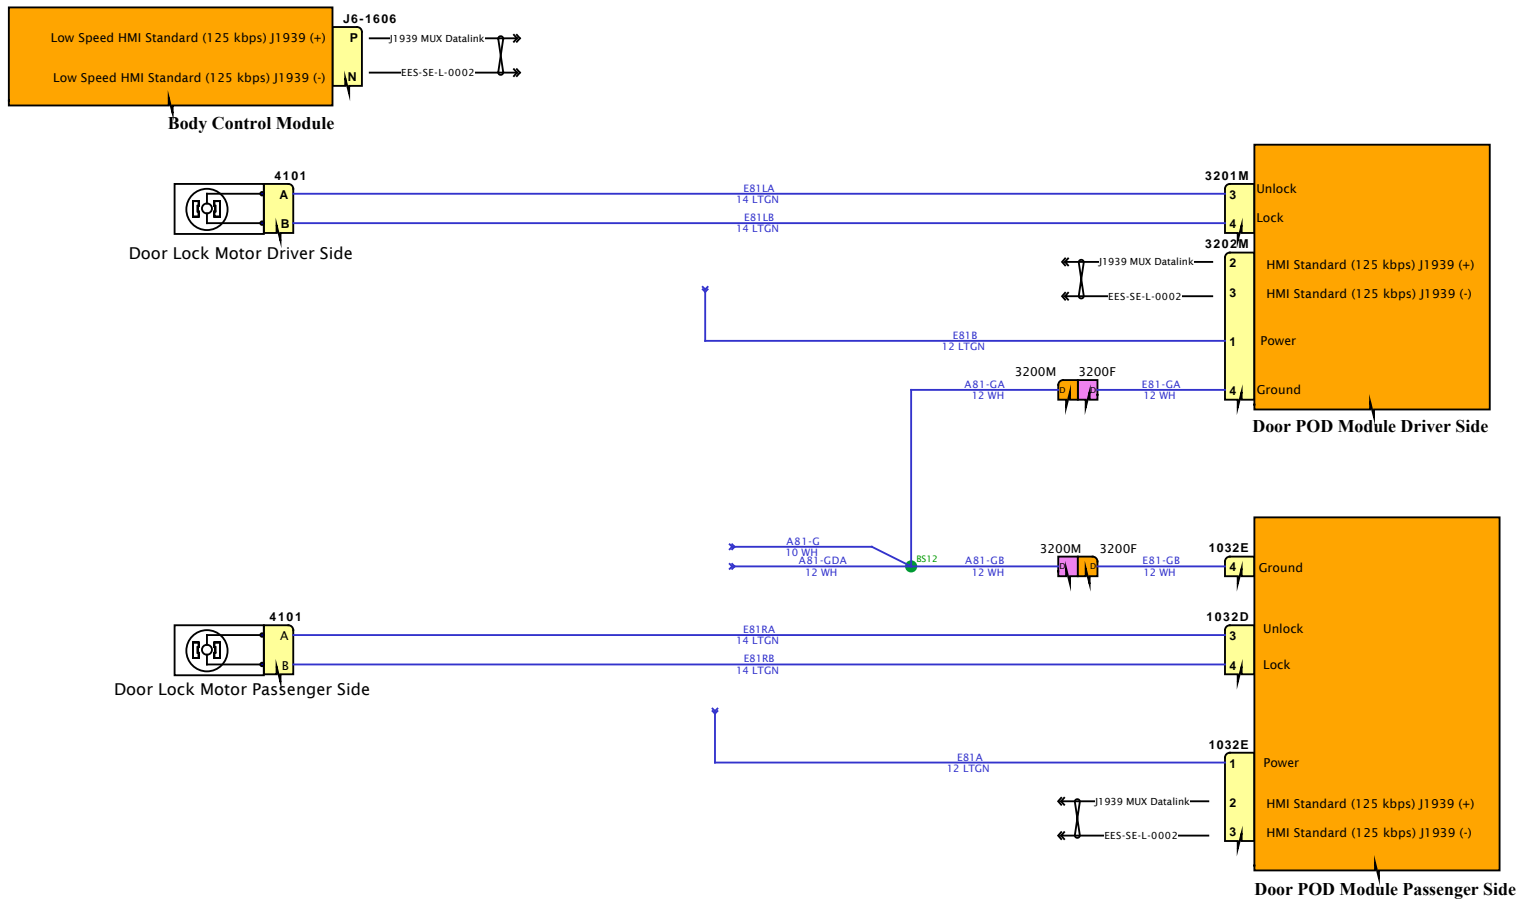 J6-1606
Low Speed HMI Standard (125 kbps) J1939 (+)
P
J1939 MUX Datalink
Low Speed HMI Standard (125 kbps) J1939 (-)
N
EES-SE-L-0002
Body Control Module
4101
A
B
Door Lock Motor Driver Side
E81LA
14 LTGN
E81LB
14 LTGN
3201M
3
Unlock
4
Lock
3202M
J1939 MUX Datalink
2
HMI Standard (125 kbps) J1939 (+)
EES-SE-L-0002
3
HMI Standard (125 kbps) J1939 (-)
E81B
12 LTGN
1
Power
3200M
3200F
A81-GA
12 WH
D
D
E81-GA
12 WH
4
Ground
Door POD Module Driver Side
A81-G
10 WH
A81-GDA
12 WH
BS12
A81-GB
12 WH
3200M
3200F
D
D
E81-GB
12 WH
1032E
4
Ground
4101
A
B
Door Lock Motor Passenger Side
E81RA
14 LTGN
E81RB
14 LTGN
1032D
3
Unlock
4
Lock
1032E
E81A
12 LTGN
1
Power
J1939 MUX Datalink
2
HMI Standard (125 kbps) J1939 (+)
EES-SE-L-0002
3
HMI Standard (125 kbps) J1939 (-)
Door POD Module Passenger Side